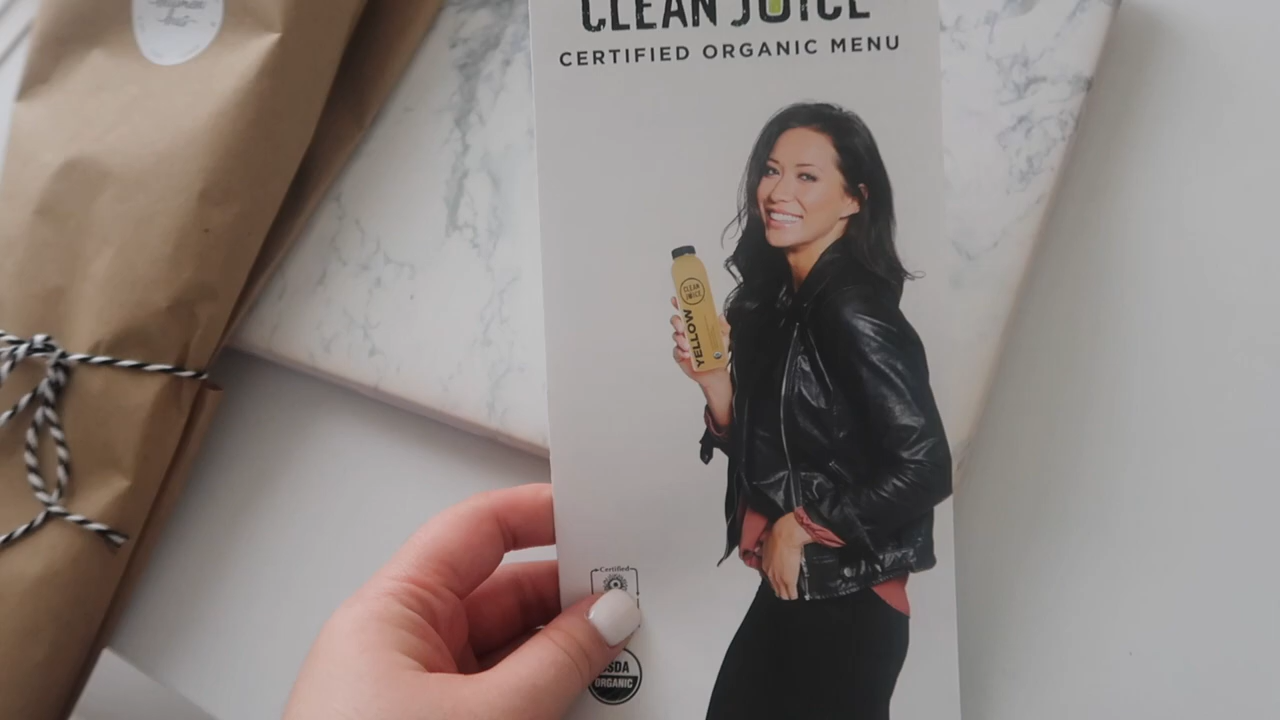 CLEAN JUICE
CERTIFIED ORGANIC MENU
CLEAN
JUICE
YELLOW
Certified
USDA
ORGANIC